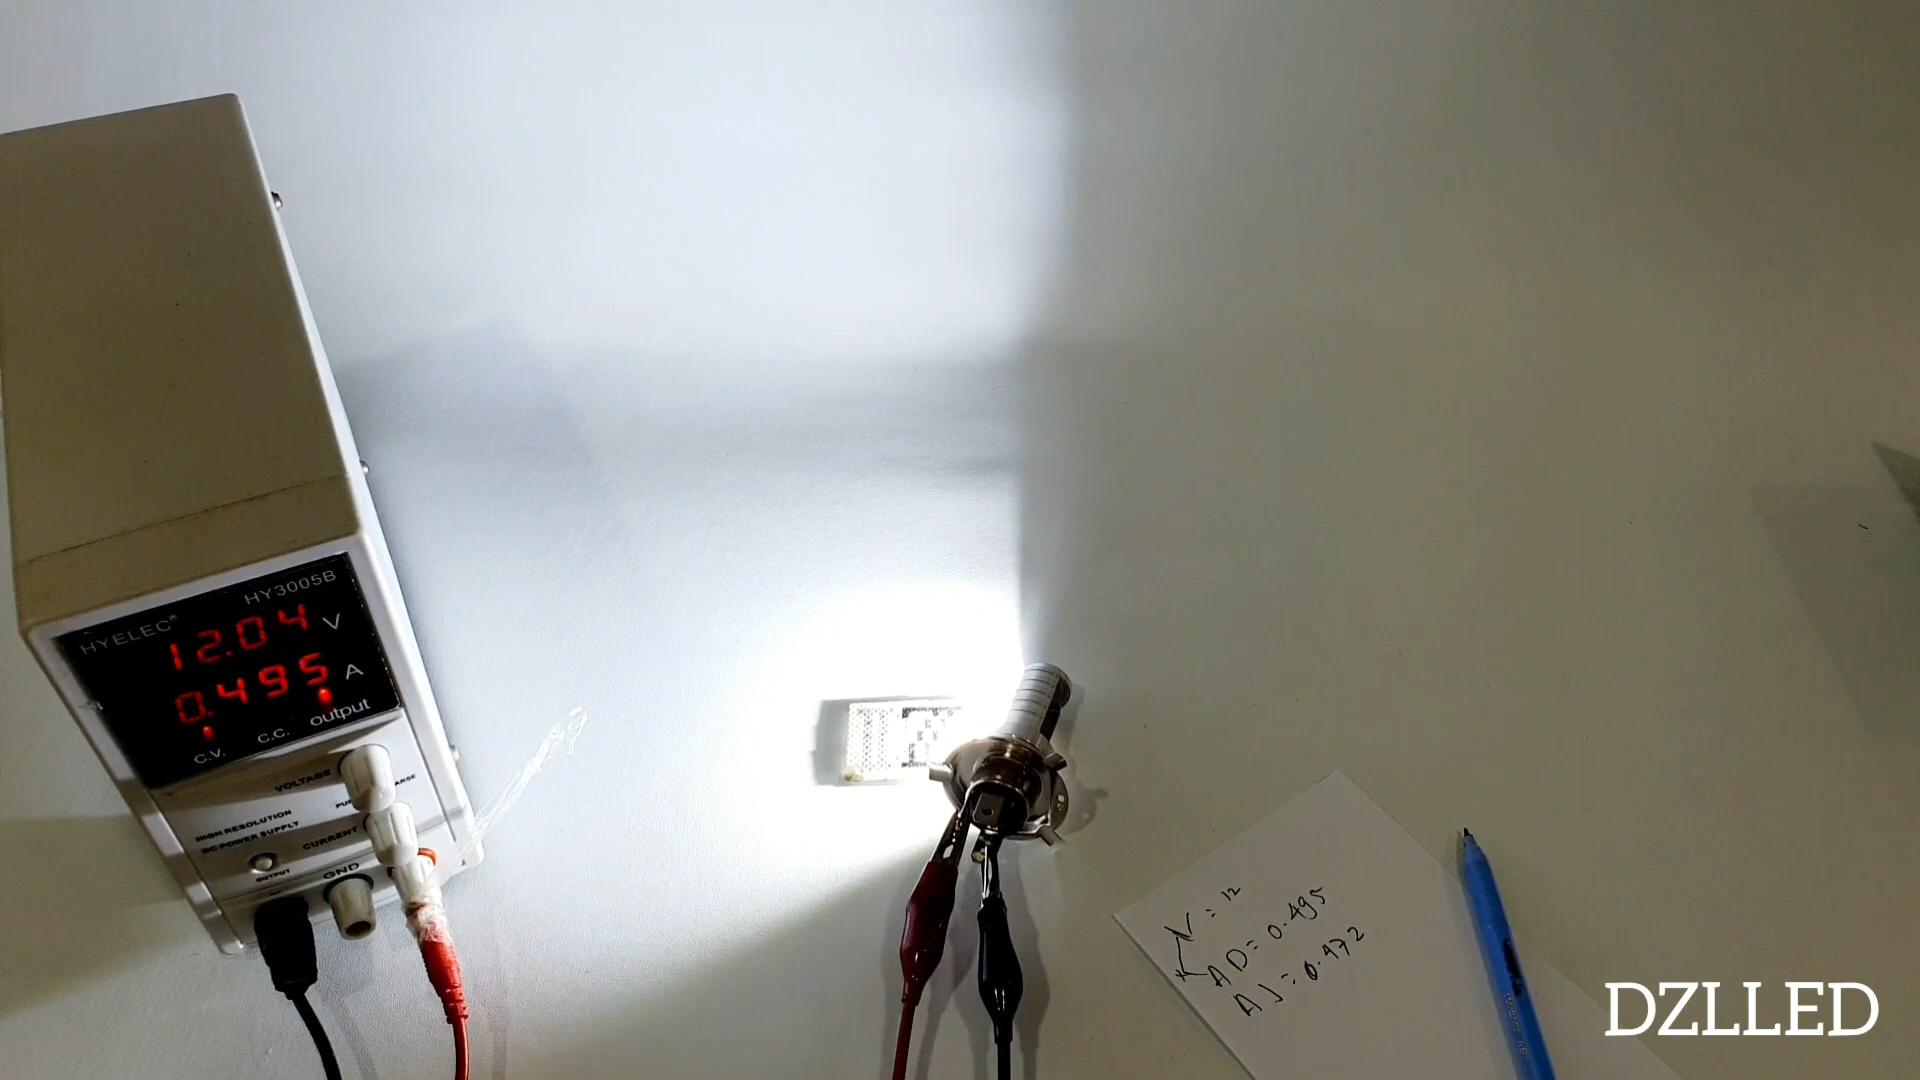 HYELEC®
HY3005B
12.04 V
0.495 A
C.V.
C.C.
output
VOLTAGE
HIGH RESOLUTION
DC POWER SUPPLY
CURRENT
OUTPUT
GND
V = 12
AD = 0.495
AJ = 0.472
DZLLED